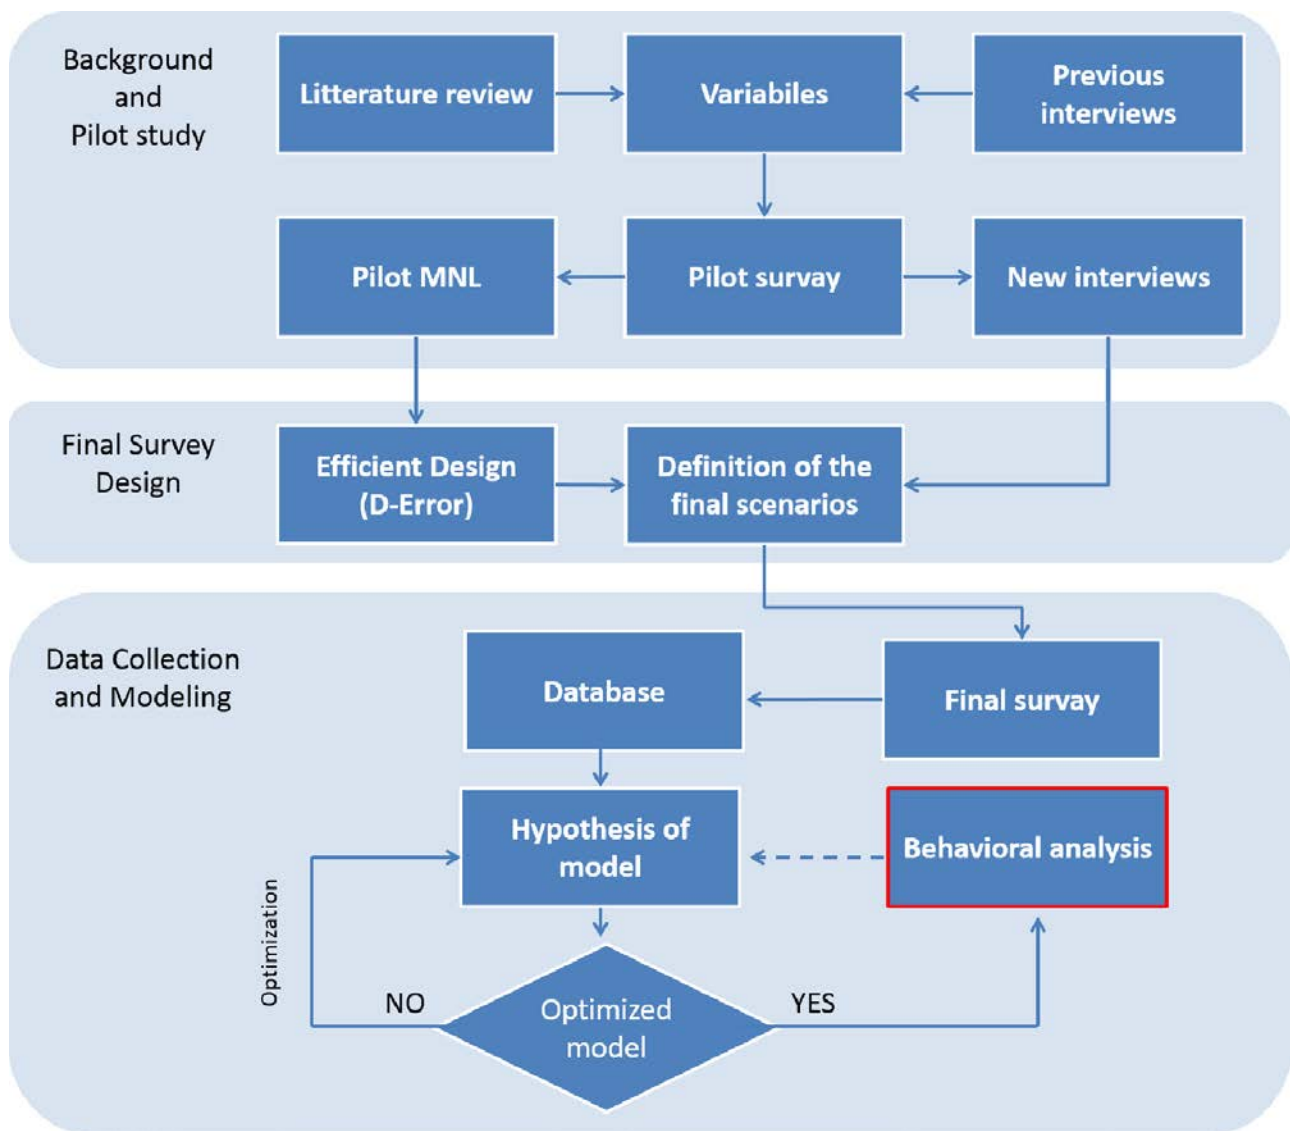 Background
and
Pilot study
Litterature review
Variabiles
Previous
interviews
Pilot MNL
Pilot survay
New interviews
Final Survey
Design
Efficient Design
(D-Error)
Definition of the
final scenarios
Data Collection
and Modeling
Database
Final survay
Hypothesis of
model
Behavioral analysis
Optimization
NO
Optimized
model
YES